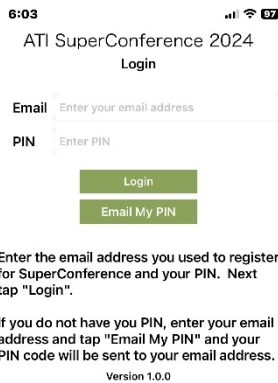 6:03
97
ATI SuperConference 2024
Login
Email Enter your email address
PIN Enter PIN
Login
Email My PIN
Enter the email address you used to register
for SuperConference and your PIN. Next
tap "Login".
If you do not have you PIN, enter your email
address and tap "Email My PIN" and your
PIN code will be sent to your email address.
Version 1.0.0